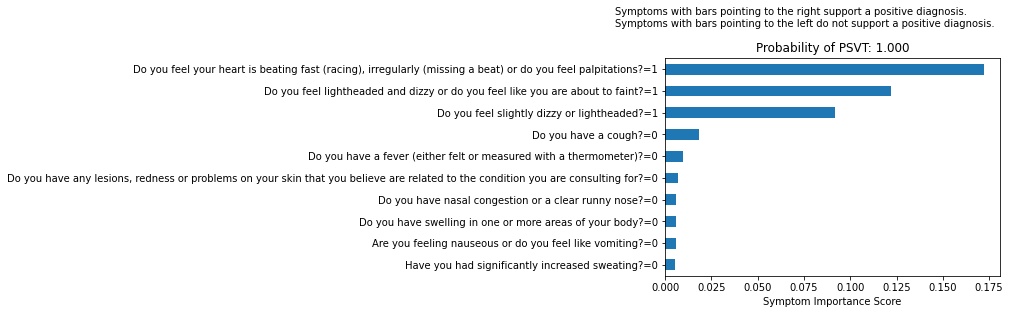 Symptoms with bars pointing to the right support a positive diagnosis.
Symptoms with bars pointing to the left do not support a positive diagnosis.
Probability of PSVT: 1.000
Do you feel your heart is beating fast (racing), irregularly (missing a beat) or do you feel palpitations?=1
Do you feel lightheaded and dizzy or do you feel like you are about to faint?=1
Do you feel slightly dizzy or lightheaded?=1
Do you have a cough?=0
Do you have a fever (either felt or measured with a thermometer)?=0
Do you have any lesions, redness or problems on your skin that you believe are related to the condition you are consulting for?=0
Do you have nasal congestion or a clear runny nose?=0
Do you have swelling in one or more areas of your body?=0
Are you feeling nauseous or do you feel like vomiting?=0
Have you had significantly increased sweating?=0
0.000 0.025 0.050 0.075 0.100 0.125 0.150 0.175
Symptom Importance Score